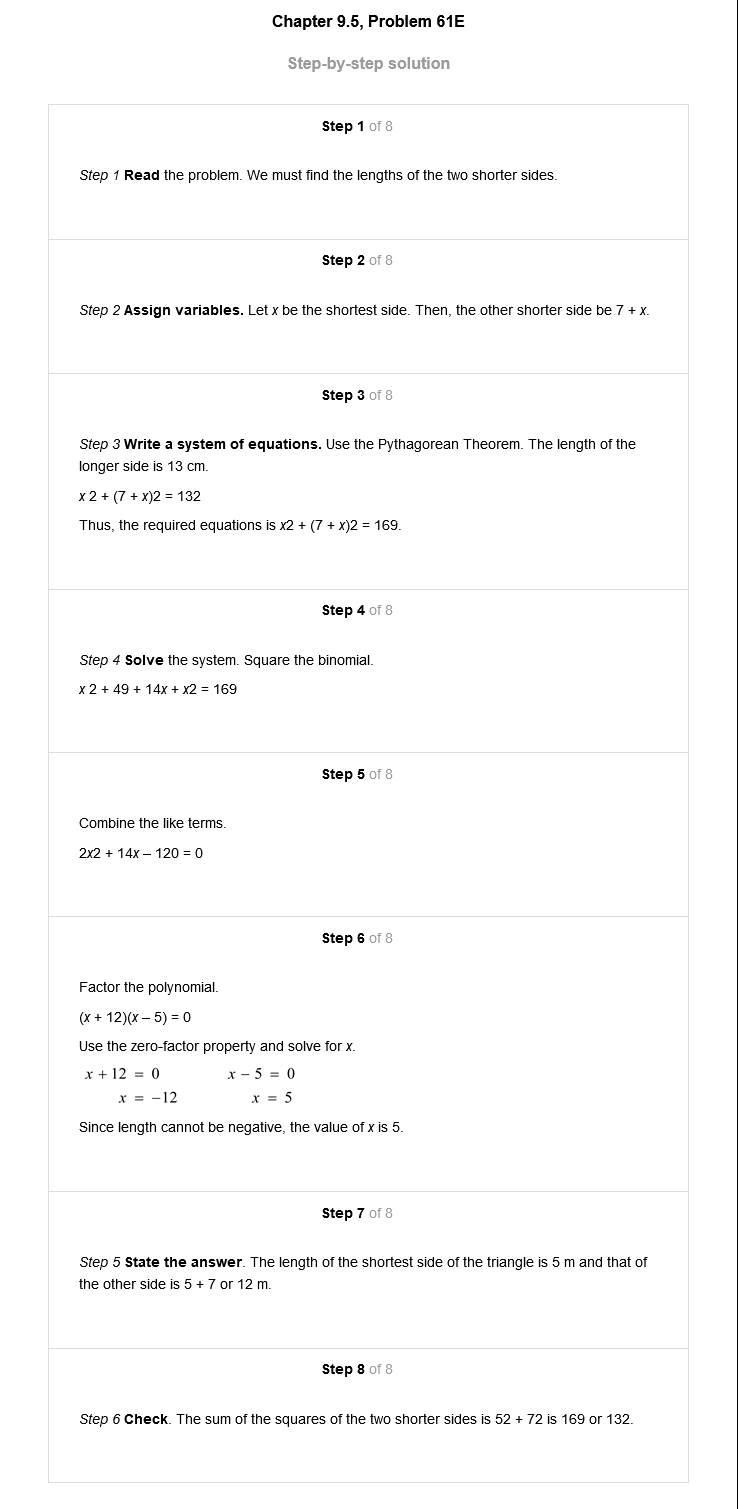 Chapter 9.5, Problem 61E
Step-by-step solution
Step 1 of 8
Step 1 Read the problem. We must find the lengths of the two shorter sides.
Step 2 of 8
Step 2 Assign variables. Let x be the shortest side. Then, the other shorter side be 7 + x.
Step 3 of 8
Step 3 Write a system of equations. Use the Pythagorean Theorem. The length of the
longer side is 13 cm.
x 2 + (7 + x)2 = 132
Thus, the required equations is x2 + (7 + x)2 = 169.
Step 4 of 8
Step 4 Solve the system. Square the binomial.
x 2 + 49 + 14x + x2 = 169
Step 5 of 8
Combine the like terms.
2x2 + 14x – 120 = 0
Step 6 of 8
Factor the polynomial.
(x + 12)(x – 5) = 0
Use the zero-factor property and solve for x.
x + 12 = 0 x − 5 = 0
x = −12 x = 5
Since length cannot be negative, the value of x is 5.
Step 7 of 8
Step 5 State the answer. The length of the shortest side of the triangle is 5 m and that of
the other side is 5 + 7 or 12 m.
Step 8 of 8
Step 6 Check. The sum of the squares of the two shorter sides is 52 + 72 is 169 or 132.